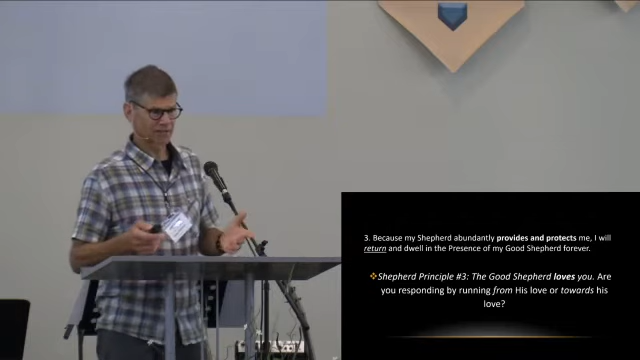 3. Because my Shepherd abundantly provides and protects me, I will
return and dwell in the Presence of my Good Shepherd forever.
❖Shepherd Principle #3: The Good Shepherd loves you. Are
you responding by running from His love or towards his
love?